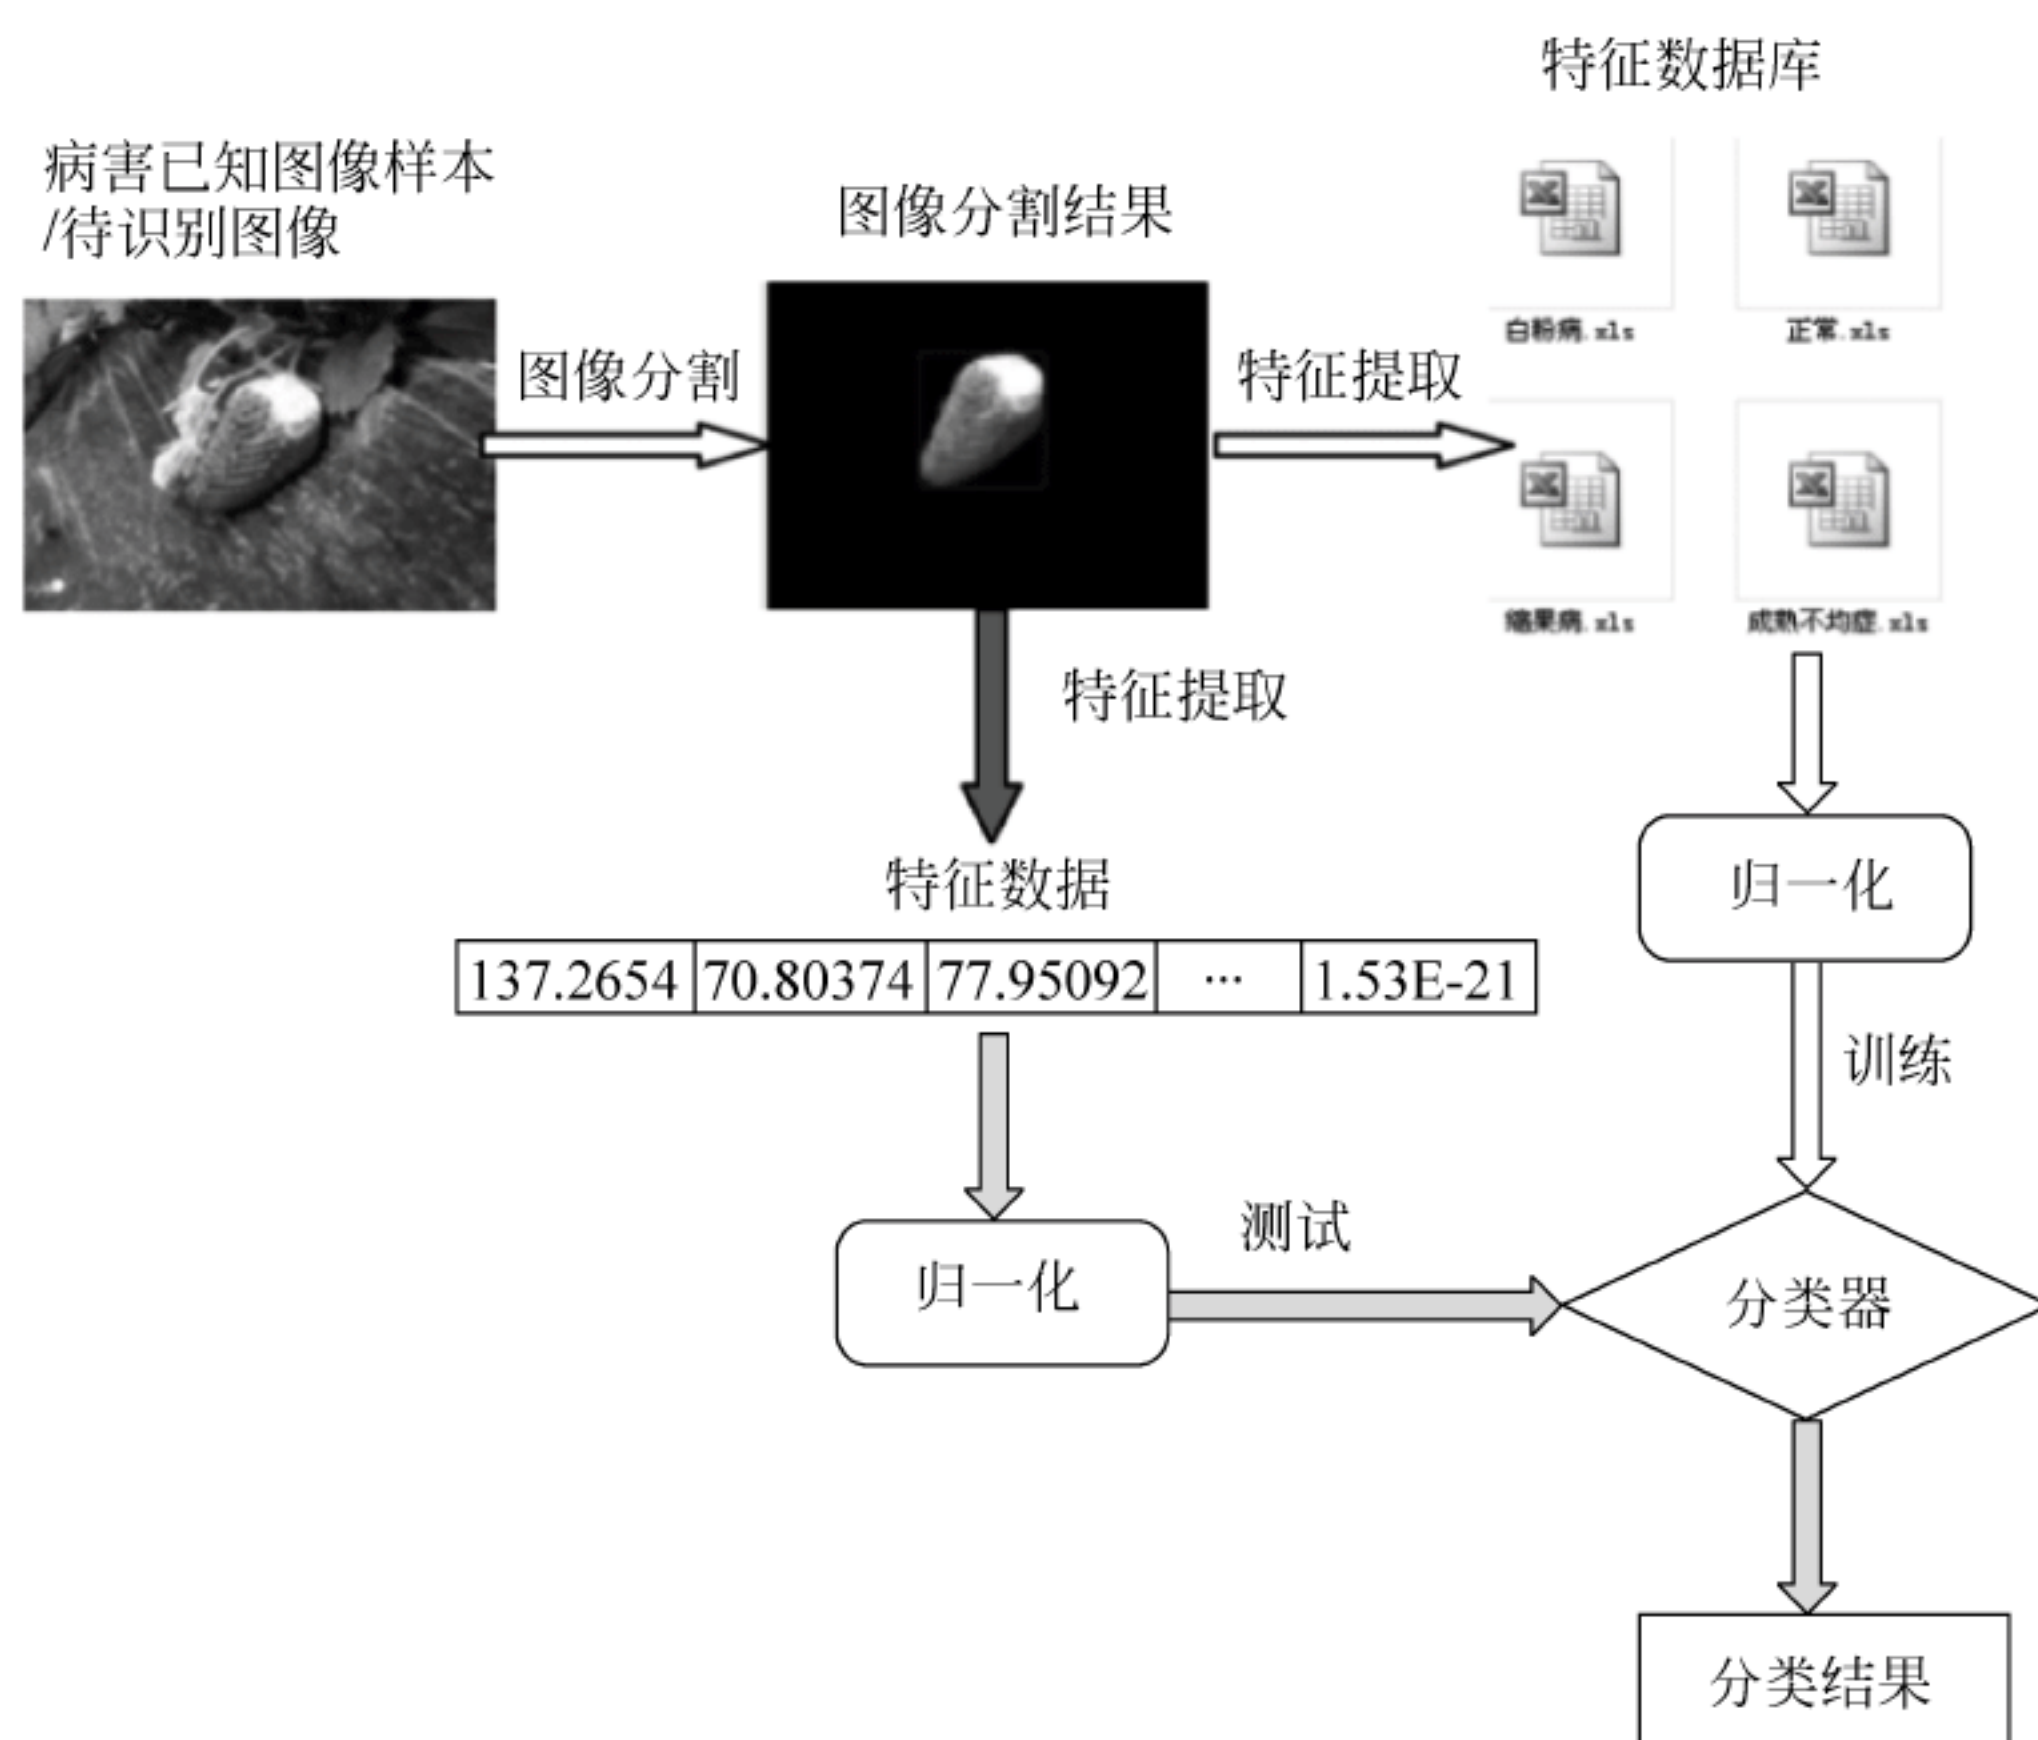 特征数据库
病害已知图像样本
/待识别图像
图像分割结果
白粉病.xls
正常.xls
图像分割
特征提取
缩果病.xls
成熟不均症.xls
特征提取
特征数据
归一化
137.2654 70.80374 77.95092 ··· 1.53E-21
训练
测试
归一化
分类器
分类结果